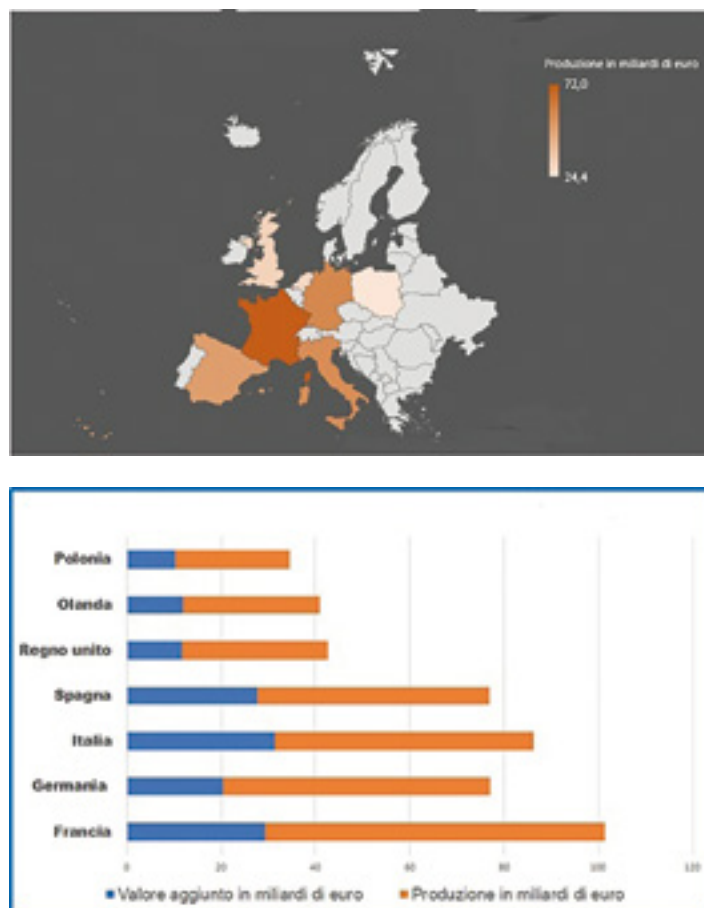 Produzione in miliardi di euro
72,0
24,4
Polonia
Olanda
Regno unito
Spagna
Italia
Germania
Francia
0 20 40 60 80 100 120
Valore aggiunto in miliardi di euro Produzione in miliardi di euro